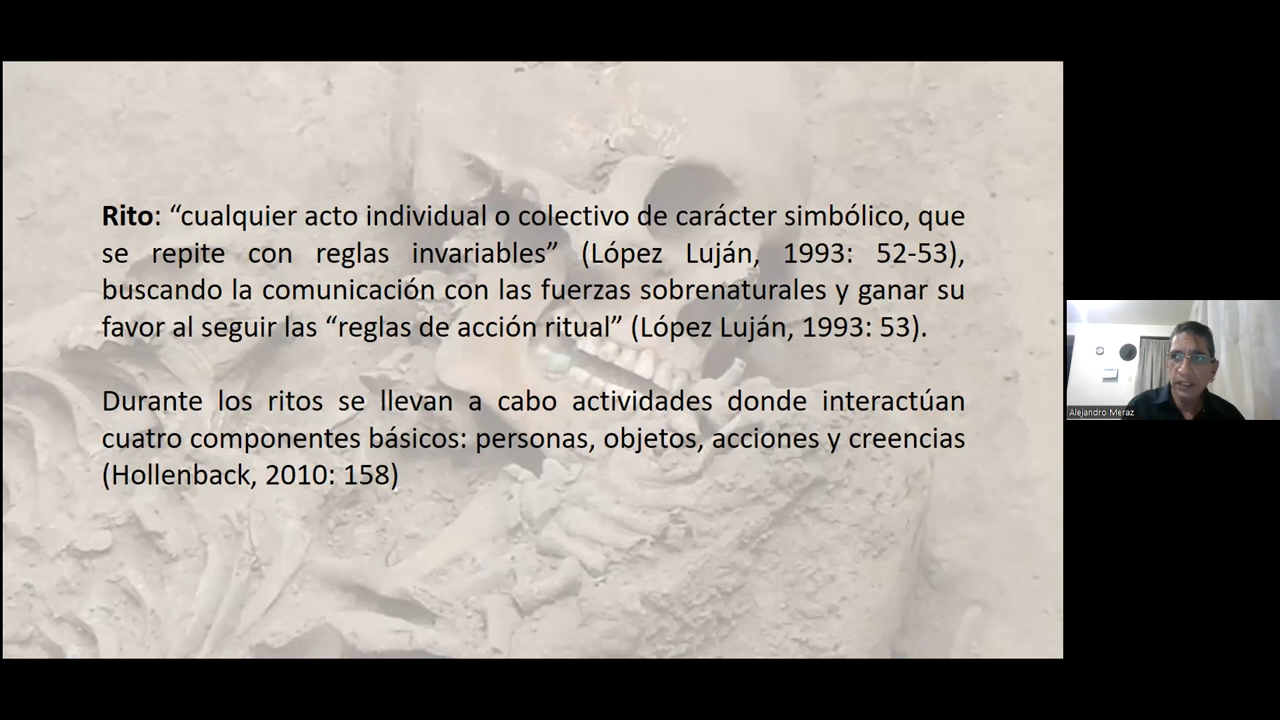 Rito: “cualquier acto individual o colectivo de carácter simbólico, que
se repite con reglas invariables” (López Luján, 1993: 52-53),
buscando la comunicación con las fuerzas sobrenaturales y ganar su
favor al seguir las “reglas de acción ritual” (López Luján, 1993: 53).
Durante los ritos se llevan a cabo actividades donde interactúan
cuatro componentes básicos: personas, objetos, acciones y creencias
(Hollenback, 2010: 158)
Alejandro Meraz